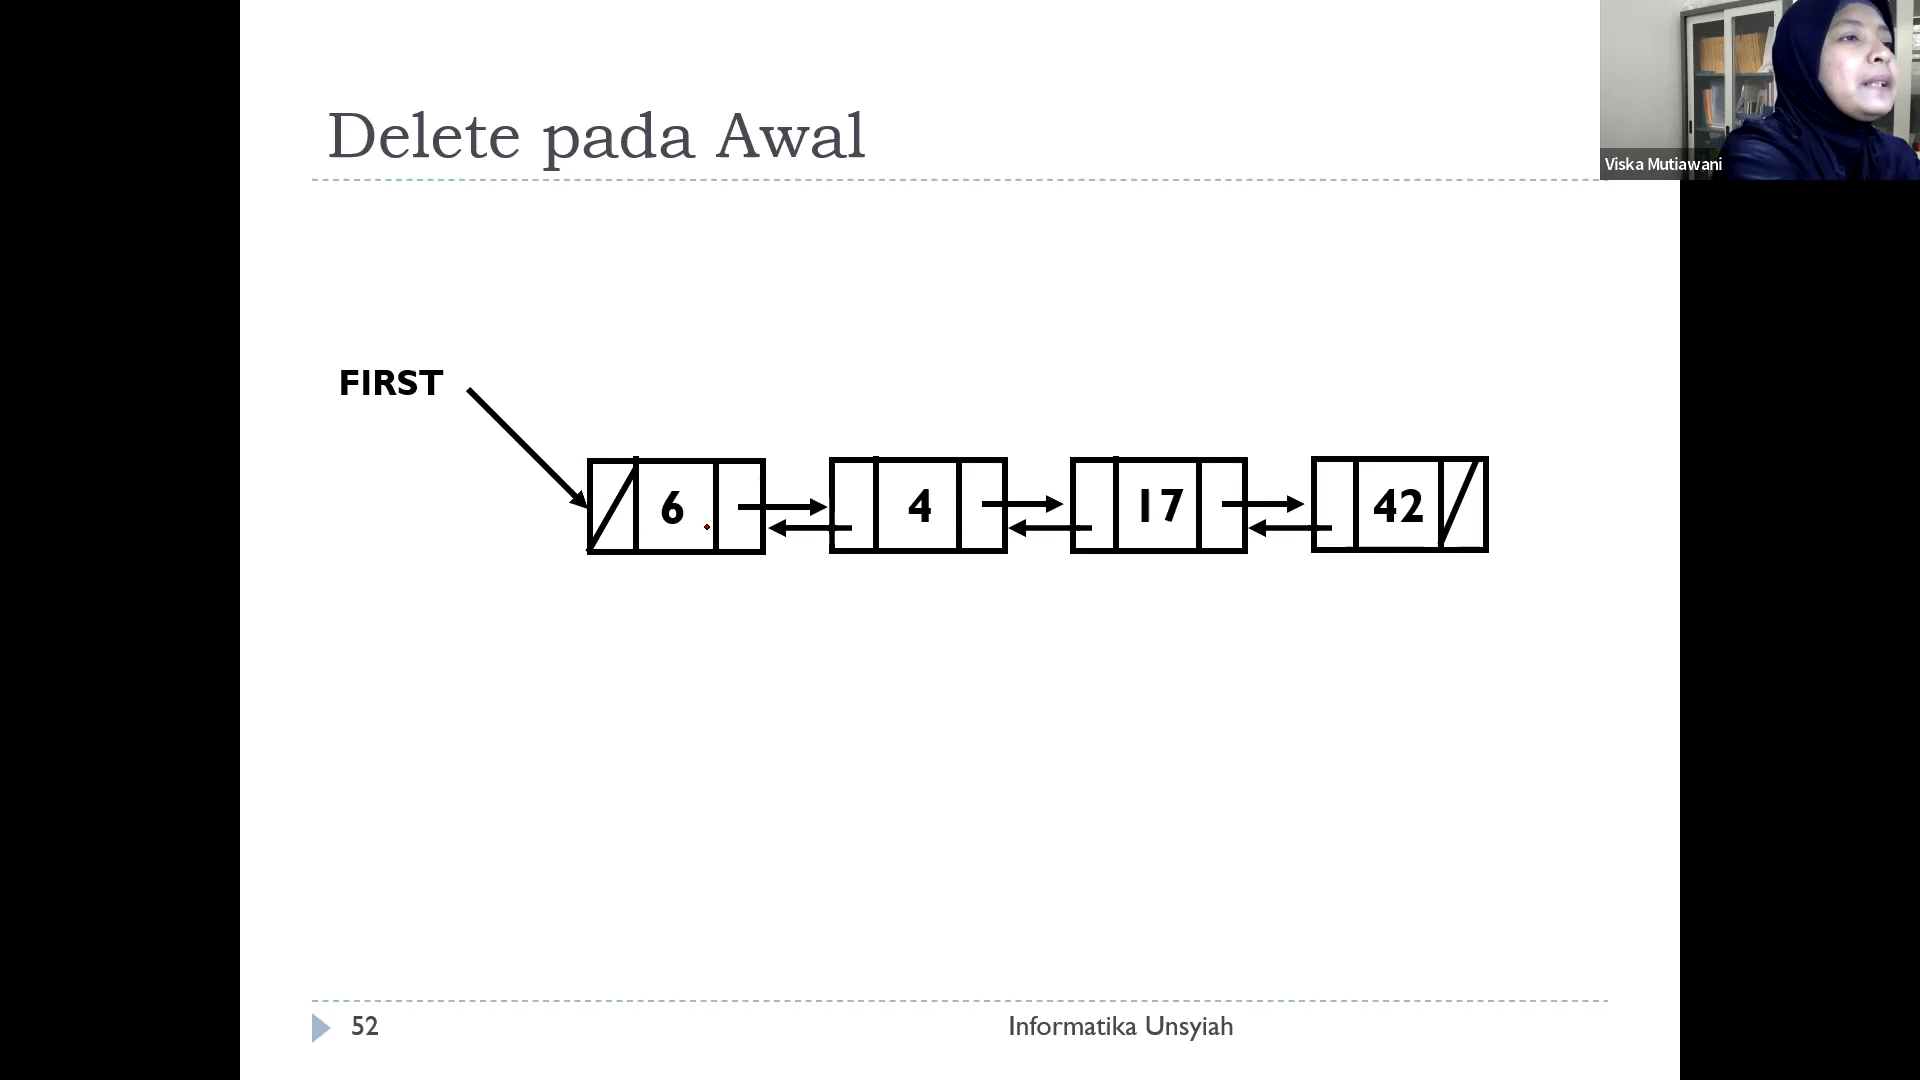 Delete pada Awal
Viska Mutiawani
FIRST
6 4 17 42
52 Informatika Unsyiah